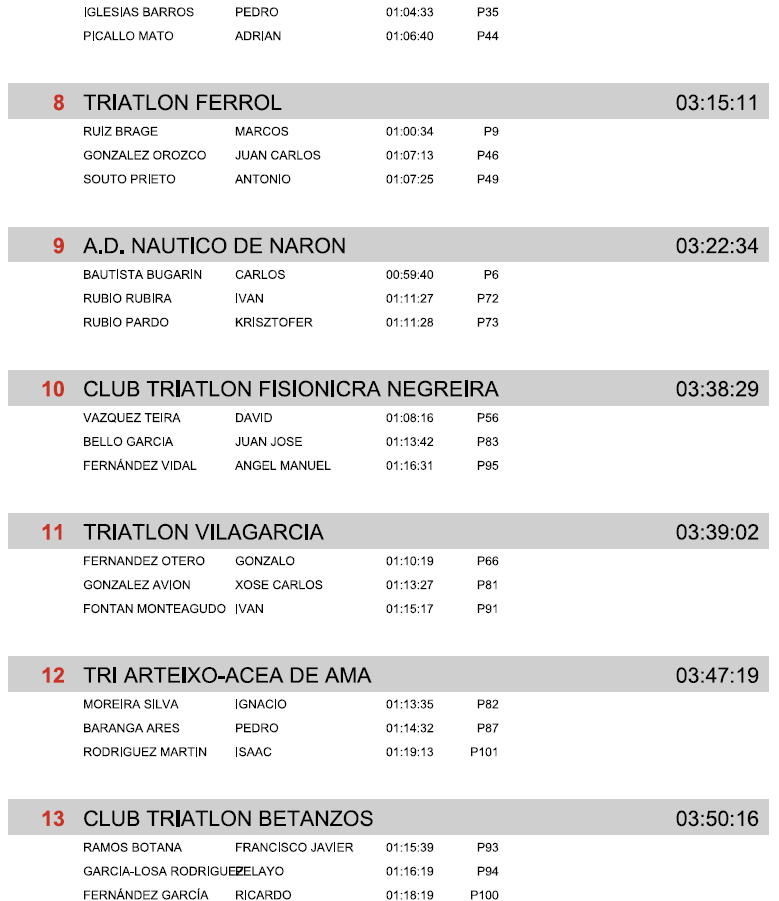 IGLESIAS BARROS PEDRO 01:04:33 P35
PICALLO MATO ADRIAN 01:06:40 P44
8 TRIATLON FERROL 03:15:11
RUIZ BRAGE MARCOS 01:00:34 P9
GONZALEZ OROZCO JUAN CARLOS 01:07:13 P46
SOUTO PRIETO ANTONIO 01:07:25 P49
9 A.D. NAUTICO DE NARON 03:22:34
BAUTISTA BUGARIN CARLOS 00:59:40 P6
RUBIO RUBIRA IVAN 01:11:27 P72
RUBIO PARDO KRISZTOFER 01:11:28 P73
10 CLUB TRIATLON FISIONICRA NEGREIRA 03:38:29
VAZQUEZ TEIRA DAVID 01:08:16 P56
BELLO GARCIA JUAN JOSE 01:13:42 P83
FERNÁNDEZ VIDAL ANGEL MANUEL 01:16:31 P95
11 TRIATLON VILAGARCIA 03:39:02
FERNANDEZ OTERO GONZALO 01:10:19 P66
GONZALEZ AVION XOSE CARLOS 01:13:27 P81
FONTAN MONTEAGUDO IVAN 01:15:17 P91
12 TRI ARTEIXO-ACEA DE AMA 03:47:19
MOREIRA SILVA IGNACIO 01:13:35 P82
BARANGA ARES PEDRO 01:14:32 P87
RODRIGUEZ MARTIN ISAAC 01:19:13 P101
13 CLUB TRIATLON BETANZOS 03:50:16
RAMOS BOTANA FRANCISCO JAVIER 01:15:39 P93
GARCIA-LOSA RODRIGUEZ PELAYO 01:16:19 P94
FERNÁNDEZ GARCÍA RICARDO 01:18:19 P100